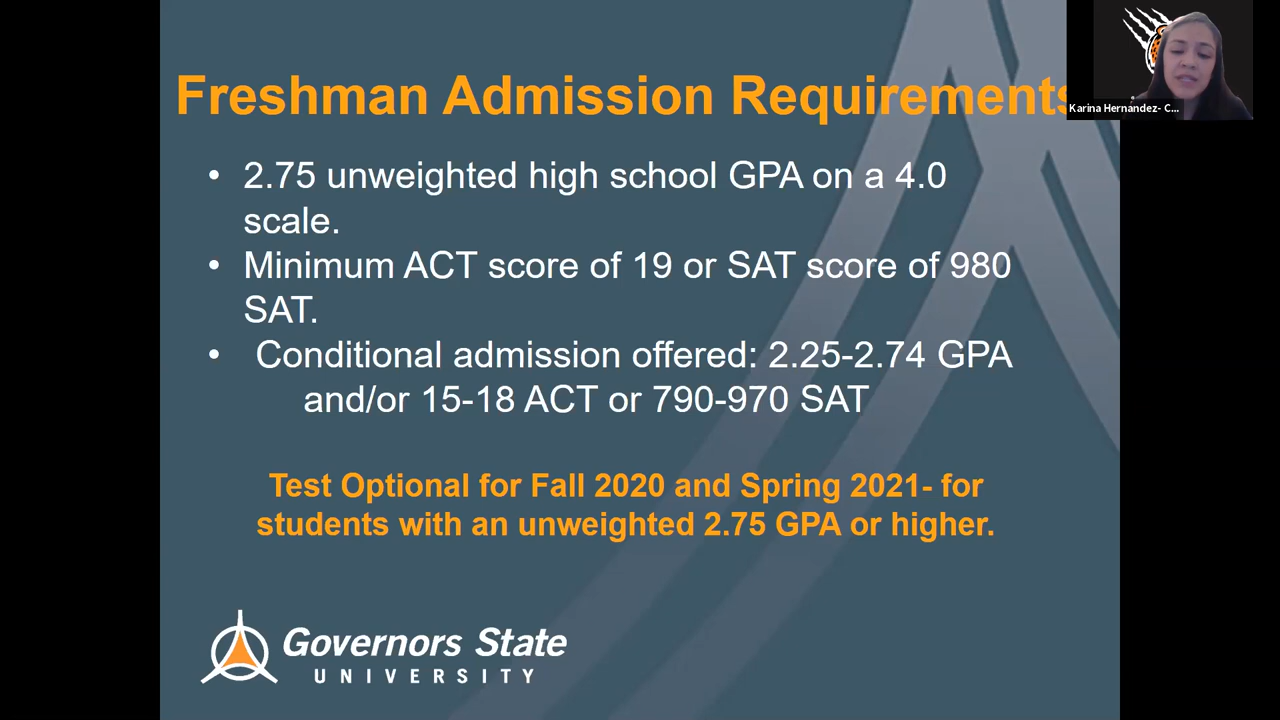 Freshman Admission Requirements
Karina Hernandez- C...
• 2.75 unweighted high school GPA on a 4.0
scale.
• Minimum ACT score of 19 or SAT score of 980
SAT.
• Conditional admission offered: 2.25-2.74 GPA
and/or 15-18 ACT or 790-970 SAT
Test Optional for Fall 2020 and Spring 2021- for
students with an unweighted 2.75 GPA or higher.
Governors State
UNIVERSITY